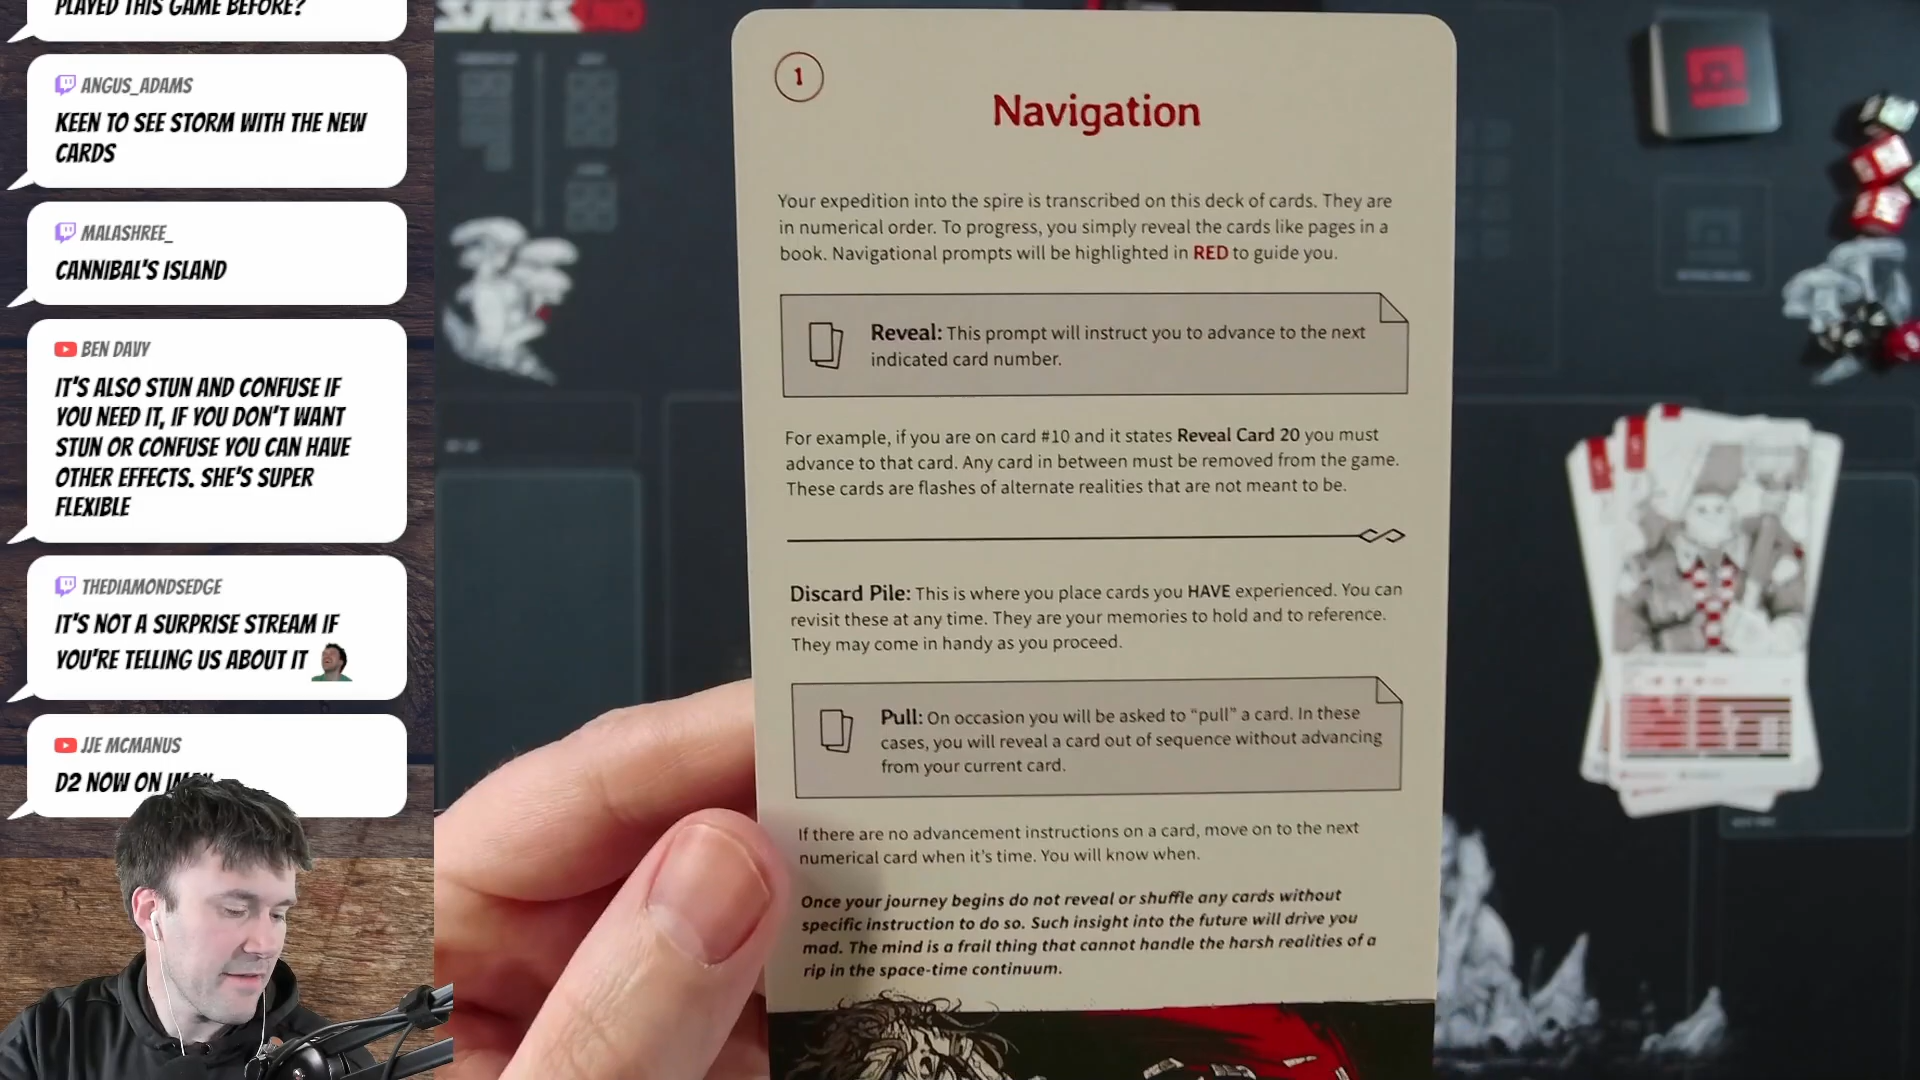 PLAYED THIS GAME BEFORE?
ANGUS_ADAMS
KEEN TO SEE STORM WITH THE NEW
CARDS
MALASHREE_
CANNIBAL'S ISLAND
BEN DAVY
IT'S ALSO STUN AND CONFUSE IF
YOU NEED IT, IF YOU DON'T WANT
STUN OR CONFUSE YOU CAN HAVE
OTHER EFFECTS. SHE'S SUPER
FLEXIBLE
THEDIAMONDSEDGE
IT'S NOT A SURPRISE STREAM IF
YOU'RE TELLING US ABOUT IT
JJE MCMANUS
D2 NOW ON
SPIRE'S END
1
Navigation
Your expedition into the spire is transcribed on this deck of cards. They are
in numerical order. To progress, you simply reveal the cards like pages in a
book. Navigational prompts will be highlighted in RED to guide you.
Reveal: This prompt will instruct you to advance to the next
indicated card number.
For example, if you are on card #10 and it states Reveal Card 20 you must
advance to that card. Any card in between must be removed from the game.
These cards are flashes of alternate realities that are not meant to be.
Discard Pile: This is where you place cards you HAVE experienced. You can
revisit these at any time. They are your memories to hold and to reference.
They may come in handy as you proceed.
Pull: On occasion you will be asked to “pull” a card. In these
cases, you will reveal a card out of sequence without advancing
from your current card.
If there are no advancement instructions on a card, move on to the next
numerical card when it's time. You will know when.
Once your journey begins do not reveal or shuffle any cards without
specific instruction to do so. Such insight into the future will drive you
mad. The mind is a frail thing that cannot handle the harsh realities of a
rip in the space-time continuum.